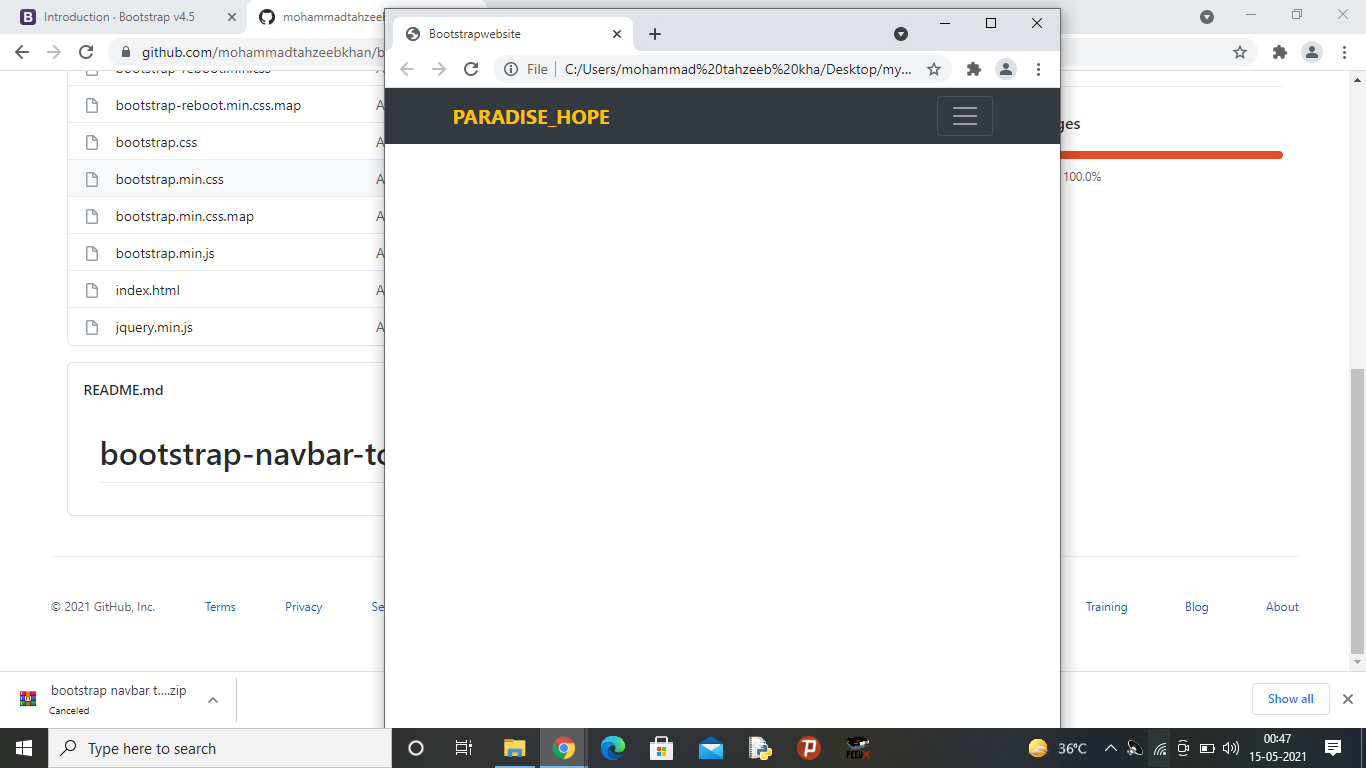 Introduction · Bootstrap v4.5
mohammadtahzeeb
github.com/mohammadtahzeebkhan/b
Bootstrapwebsite
File
C:/Users/mohammad%20tahzeeb%20kha/Desktop/my...
PARADISE_HOPE
bootstrap-reboot.min.css
bootstrap-reboot.min.css.map
A
bootstrap.css
A
bootstrap.min.css
A
bootstrap.min.css.map
A
bootstrap.min.js
A
index.html
A
jquery.min.js
A
ges
100.0%
README.md
bootstrap-navbar-to
© 2021 GitHub, Inc.
Terms
Privacy
Se
Training
Blog
About
bootstrap navbar t....zip
Canceled
Show all
Type here to search
FEEDX
36°C
00:47
15-05-2021